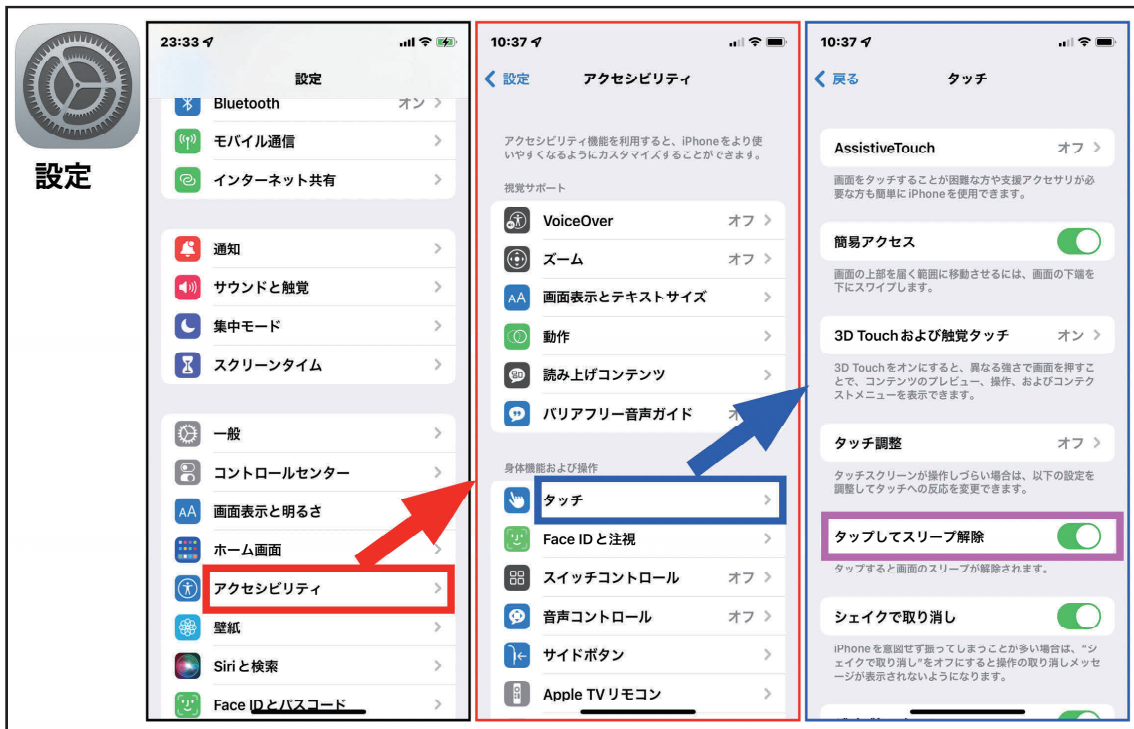 設定
23:33
設定
Bluetooth オン
モバイル通信
インターネット共有
通知
サウンドと触覚
集中モード
スクリーンタイム
一般
コントロールセンター
AA 画面表示と明るさ
ホーム画面
アクセシビリティ
壁紙
Siriと検索
Face IDとパスコード
10:37
設定 アクセシビリティ
アクセシビリティ機能を利用すると、iPhoneをより使
いやすくなるようにカスタマイズすることができます。
視覚サポート
VoiceOver オフ
ズーム オフ
AA 画面表示とテキストサイズ
動作
読み上げコンテンツ
バリアフリー音声ガイド
身体機能および操作
タッチ
Face IDと注視
スイッチコントロール オフ
音声コントロール オフ
サイドボタン
Apple TVリモコン
10:37
戻る タッチ
AssistiveTouch オフ
画面をタッチすることが困難な方や支援アクセサリが必
要な方も簡単にiPhoneを使用できます。
簡易アクセス
画面の上部を届く範囲に移動させるには、画面の下端を
下にスワイプします。
3D Touchおよび触覚タッチ オン
3D Touchをオンにすると、異なる強さで画面を押すこ
とで、コンテンツのプレビュー、操作、およびコンテク
ストメニューを表示できます。
タッチ調整 オフ
タッチスクリーンが操作しづらい場合は、以下の設定を
調整してタッチへの反応を変更できます。
タップしてスリープ解除
タップすると画面のスリープが解除されます。
シェイクで取り消し
iPhoneを意図せず振ってしまうことが多い場合は、“シ
ェイクで取り消し”をオフにすると操作の取り消しメッセ
ージが表示されないようになります。